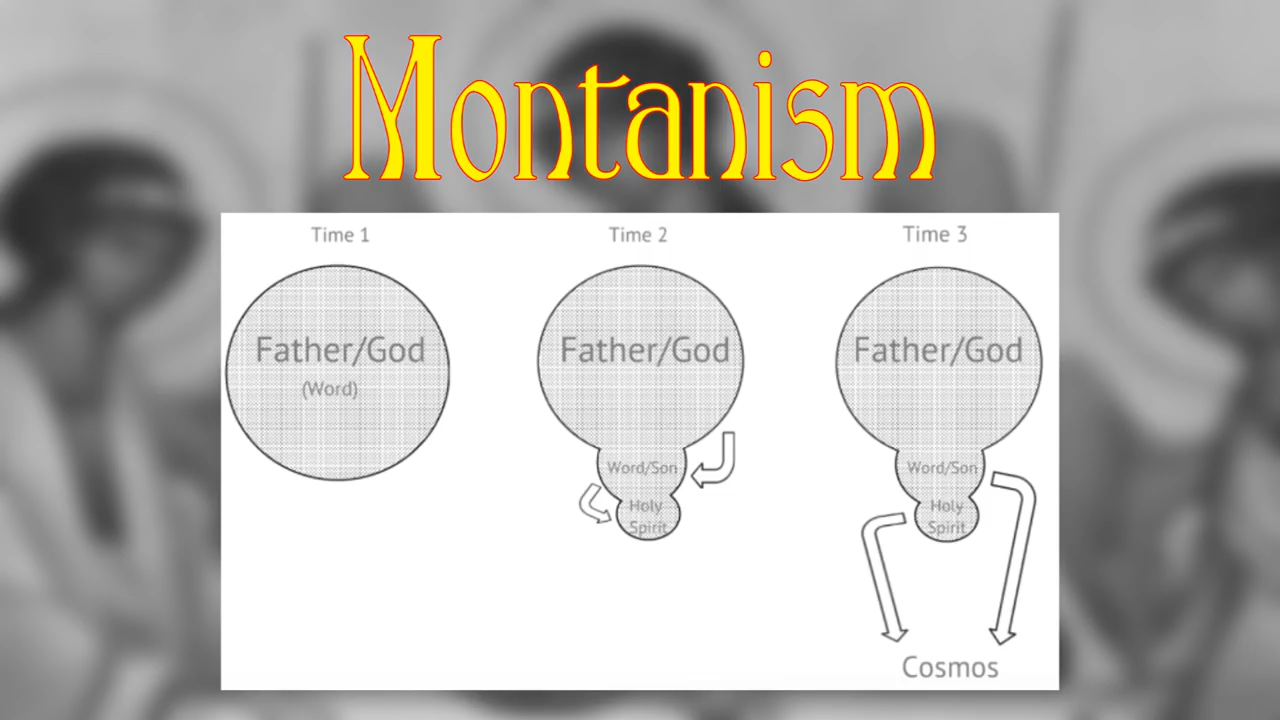 Montanism
Time 1
Time 2
Time 3
Father/God
(Word)
Father/God
Word/Son
Holy
Spirit
Father/God
Word/Son
Holy
Spirit
Cosmos